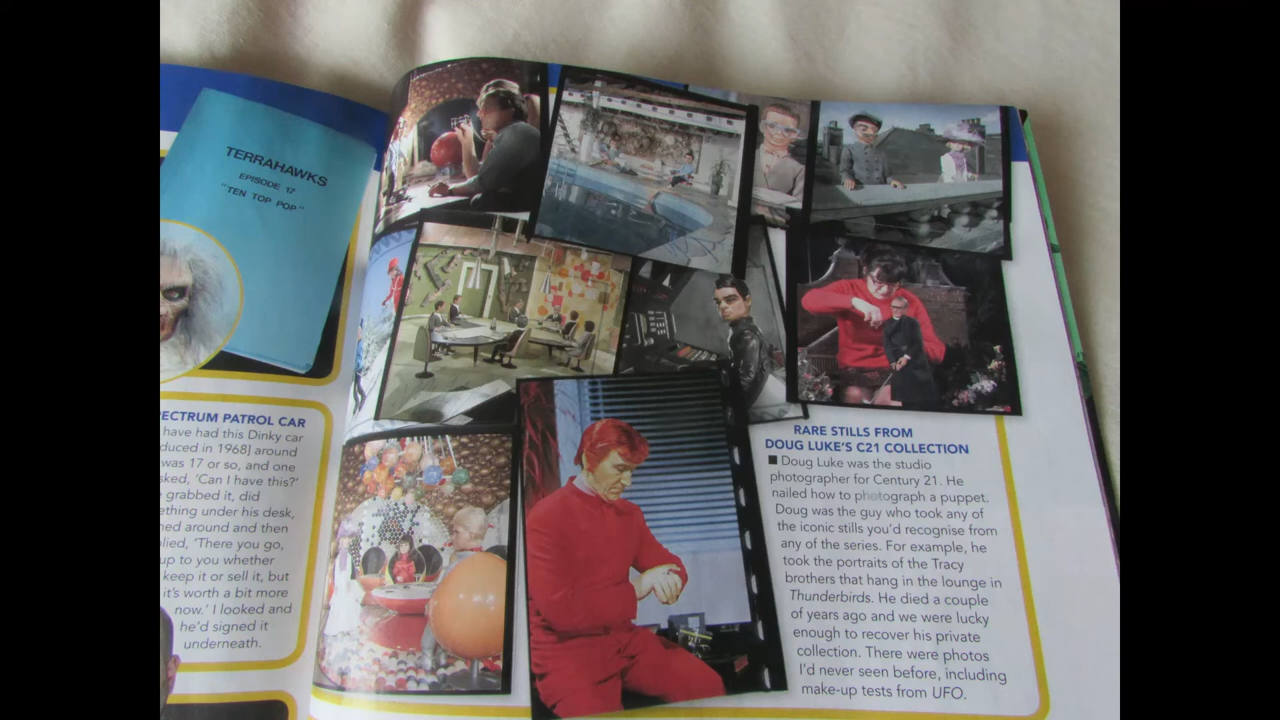 TERRAHAWKS
EPISODE 17
"TEN TOP POP"
ECTRUM PATROL CAR
have had this Dinky car
duced in 1968] around
was 17 or so, and one
sked, 'Can I have this?'
grabbed it, did
ething under his desk,
ned around and then
lied, 'There you go,
up to you whether
keep it or sell it, but
it's worth a bit more
now.' I looked and
he'd signed it
underneath.
RARE STILLS FROM
DOUG LUKE'S C21 COLLECTION
■ Doug Luke was the studio
photographer for Century 21. He
nailed how to photograph a puppet.
Doug was the guy who took any of
the iconic stills you'd recognise from
any of the series. For example, he
took the portraits of the Tracy
brothers that hang in the lounge in
Thunderbirds. He died a couple
of years ago and we were lucky
enough to recover his private
collection. There were photos
I'd never seen before, including
make-up tests from UFO.